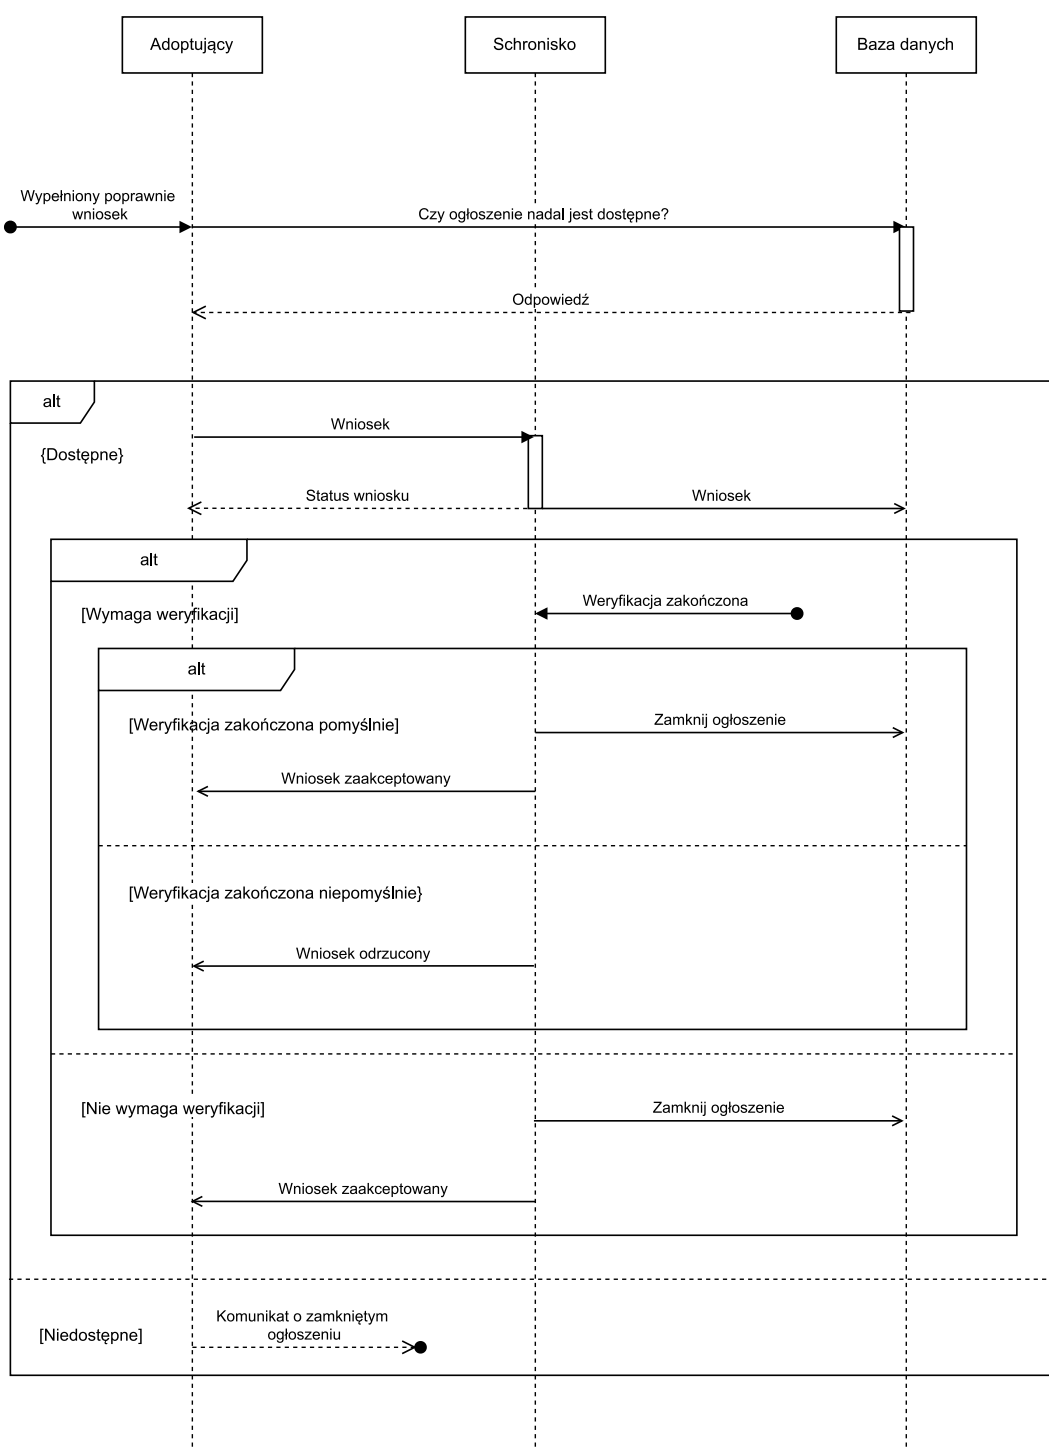 Adoptujący
Schronisko
Baza danych
Wypełniony poprawnie
wniosek
Czy ogłoszenie nadal jest dostępne?
Odpowiedź
alt
{Dostępne}
Wniosek
Status wniosku
Wniosek
alt
[Wymaga weryfikacji]
Weryfikacja zakończona
alt
[Weryfikacja zakończona pomyślnie]
Zamknij ogłoszenie
Wniosek zaakceptowany
[Weryfikacja zakończona niepomyślnie}
Wniosek odrzucony
[Nie wymaga weryfikacji]
Zamknij ogłoszenie
Wniosek zaakceptowany
[Niedostępne]
Komunikat o zamkniętym
ogłoszeniu